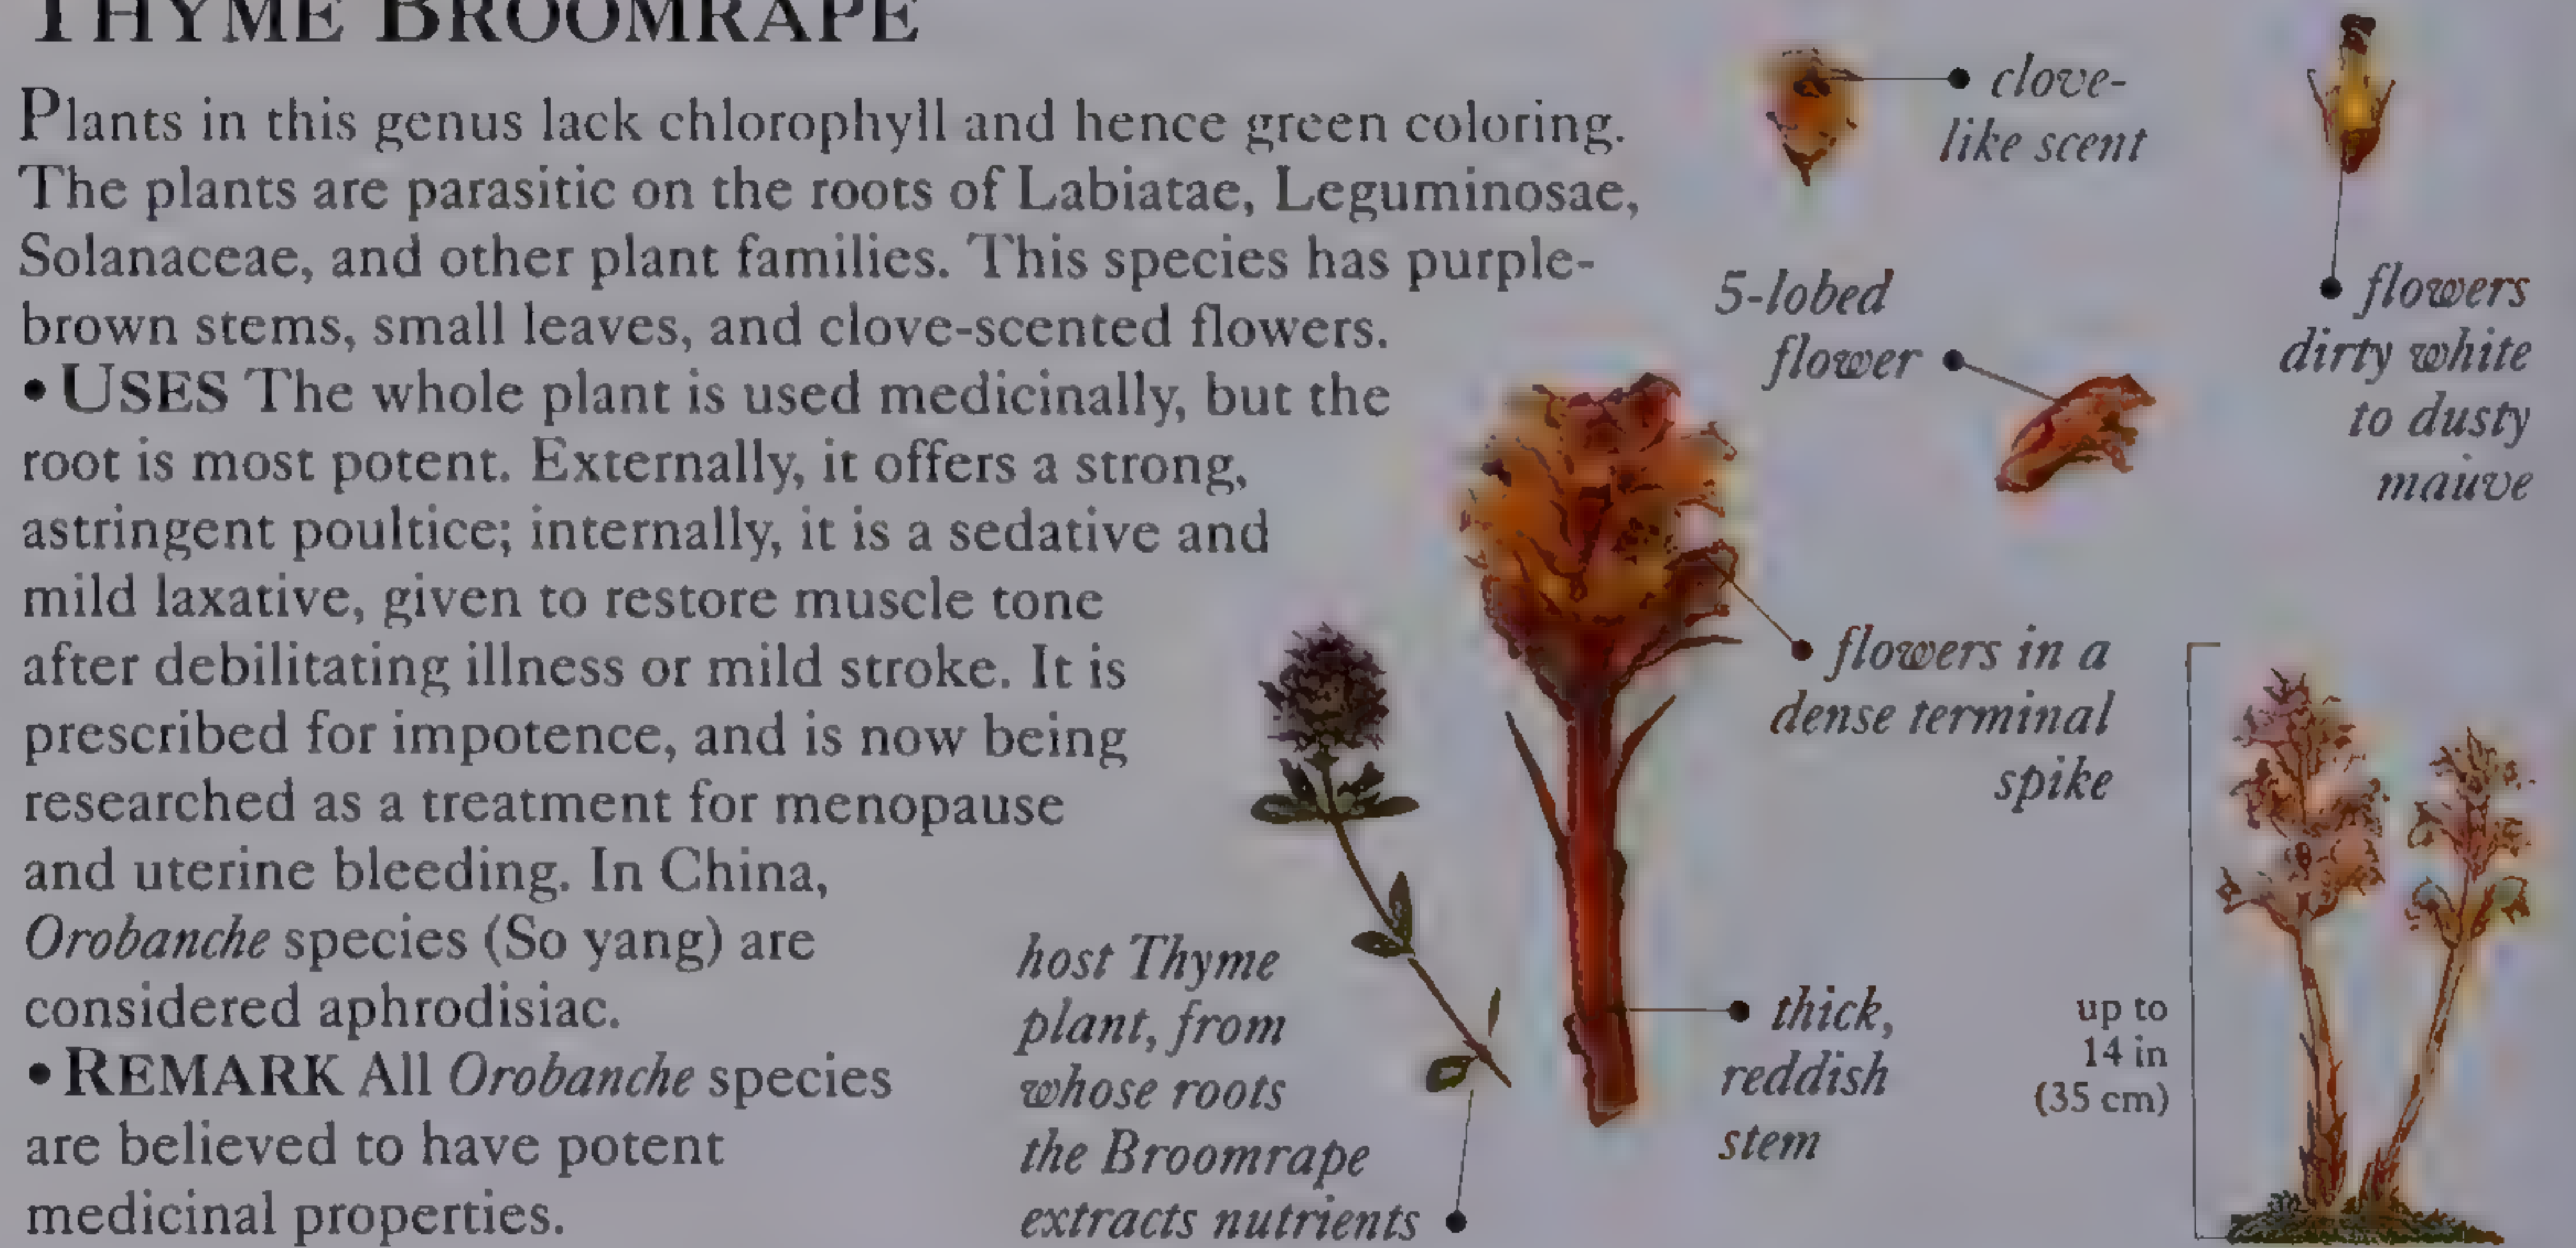 THYME BROOMRAPE
Plants in this genus lack chlorophyll and hence green coloring.
The plants are parasitic on the roots of Labiatae, Leguminosae,
Solanaceae, and other plant families. This species has purple-
brown stems, small leaves, and clove-scented flowers.
• USES The whole plant is used medicinally, but the
root is most potent. Externally, it offers a strong,
astringent poultice; internally, it is a sedative and
mild laxative, given to restore muscle tone
after debilitating illness or mild stroke. It is
prescribed for impotence, and is now being
researched as a treatment for menopause
and uterine bleeding. In China,
Orobanche species (So yang) are
considered aphrodisiac.
• REMARK All Orobanche species
are believed to have potent
medicinal properties.
clove-
like scent
flowers
dirty white
to dusty
mauve
5-lobed
flower
flowers in a
dense terminal
spike
host Thyme
plant, from
whose roots
the Broomrape
extracts nutrients
thick,
reddish
stem
up to
14 in
(35 cm)